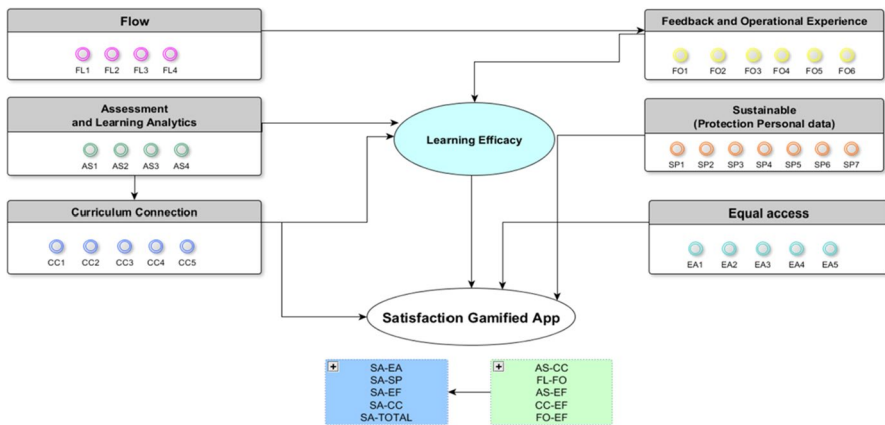 Flow
FL1 FL2 FL3 FL4
Feedback and Operational Experience
FO1 FO2 FO3 FO4 FO5 FO6
Assessment
and Learning Analytics
AS1 AS2 AS3 AS4
Learning Efficacy
Sustainable
(Protection Personal data)
SP1 SP2 SP3 SP4 SP5 SP6 SP7
Curriculum Connection
CC1 CC2 CC3 CC4 CC5
Equal access
EA1 EA2 EA3 EA4 EA5
Satisfaction Gamified App
SA-EA
SA-SP
SA-EF
SA-CC
SA-TOTAL
AS-CC
FL-FO
AS-EF
CC-EF
FO-EF